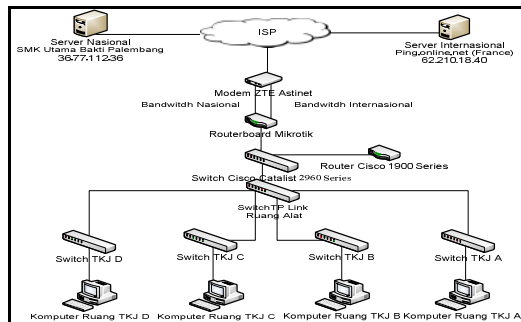 ISP
Server Nasional
SMK Utama Bakti Palembang
36.77.112.36
Server Internasional
Ping.online.net (France)
62.210.18.40
Modem ZTE Astinet
Bandwitdh Nasional
Bandwitdh Internasional
Routerboard Mikrotik
Router Cisco 1900 Series
Switch Cisco Catalist 2960 Series
SwitchTP Link
Ruang Alat
Switch TKJ D
Switch TKJ C
Switch TKJ B
Switch TKJ A
Komputer Ruang TKJ D
Komputer Ruang TKJ C
Komputer Ruang TKJ B
Komputer Ruang TKJ A